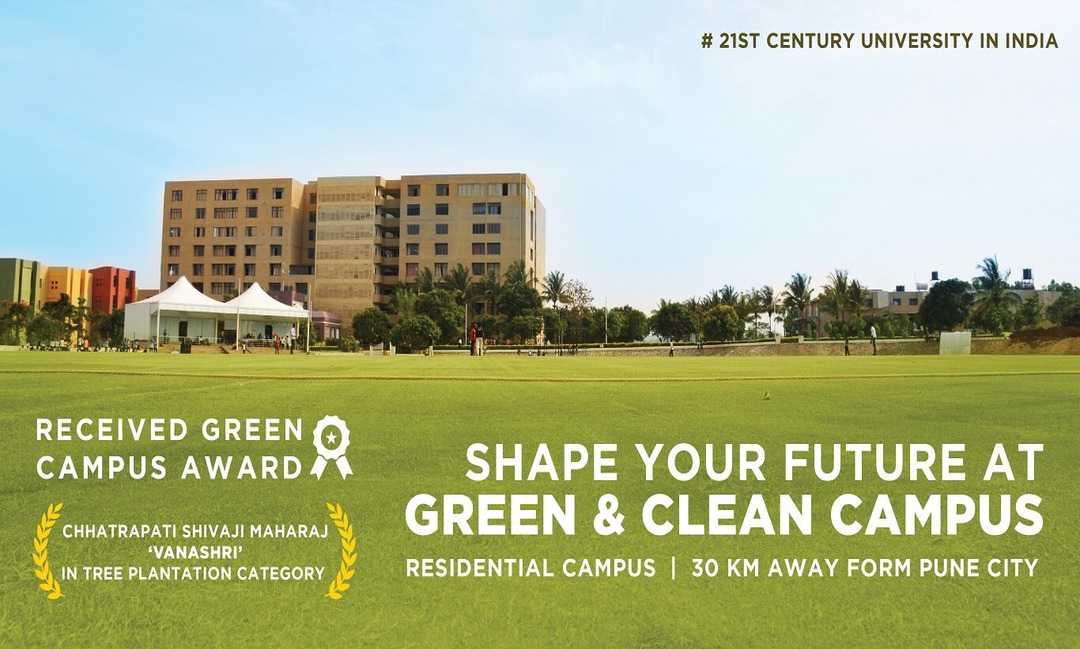 # 21ST CENTURY UNIVERSITY IN INDIA
RECEIVED GREEN
CAMPUS AWARD
CHHATRAPATI SHIVAJI MAHARAJ
‘VANASHRI’
IN TREE PLANTATION CATEGORY
SHAPE YOUR FUTURE AT
GREEN & CLEAN CAMPUS
RESIDENTIAL CAMPUS | 30 KM AWAY FORM PUNE CITY